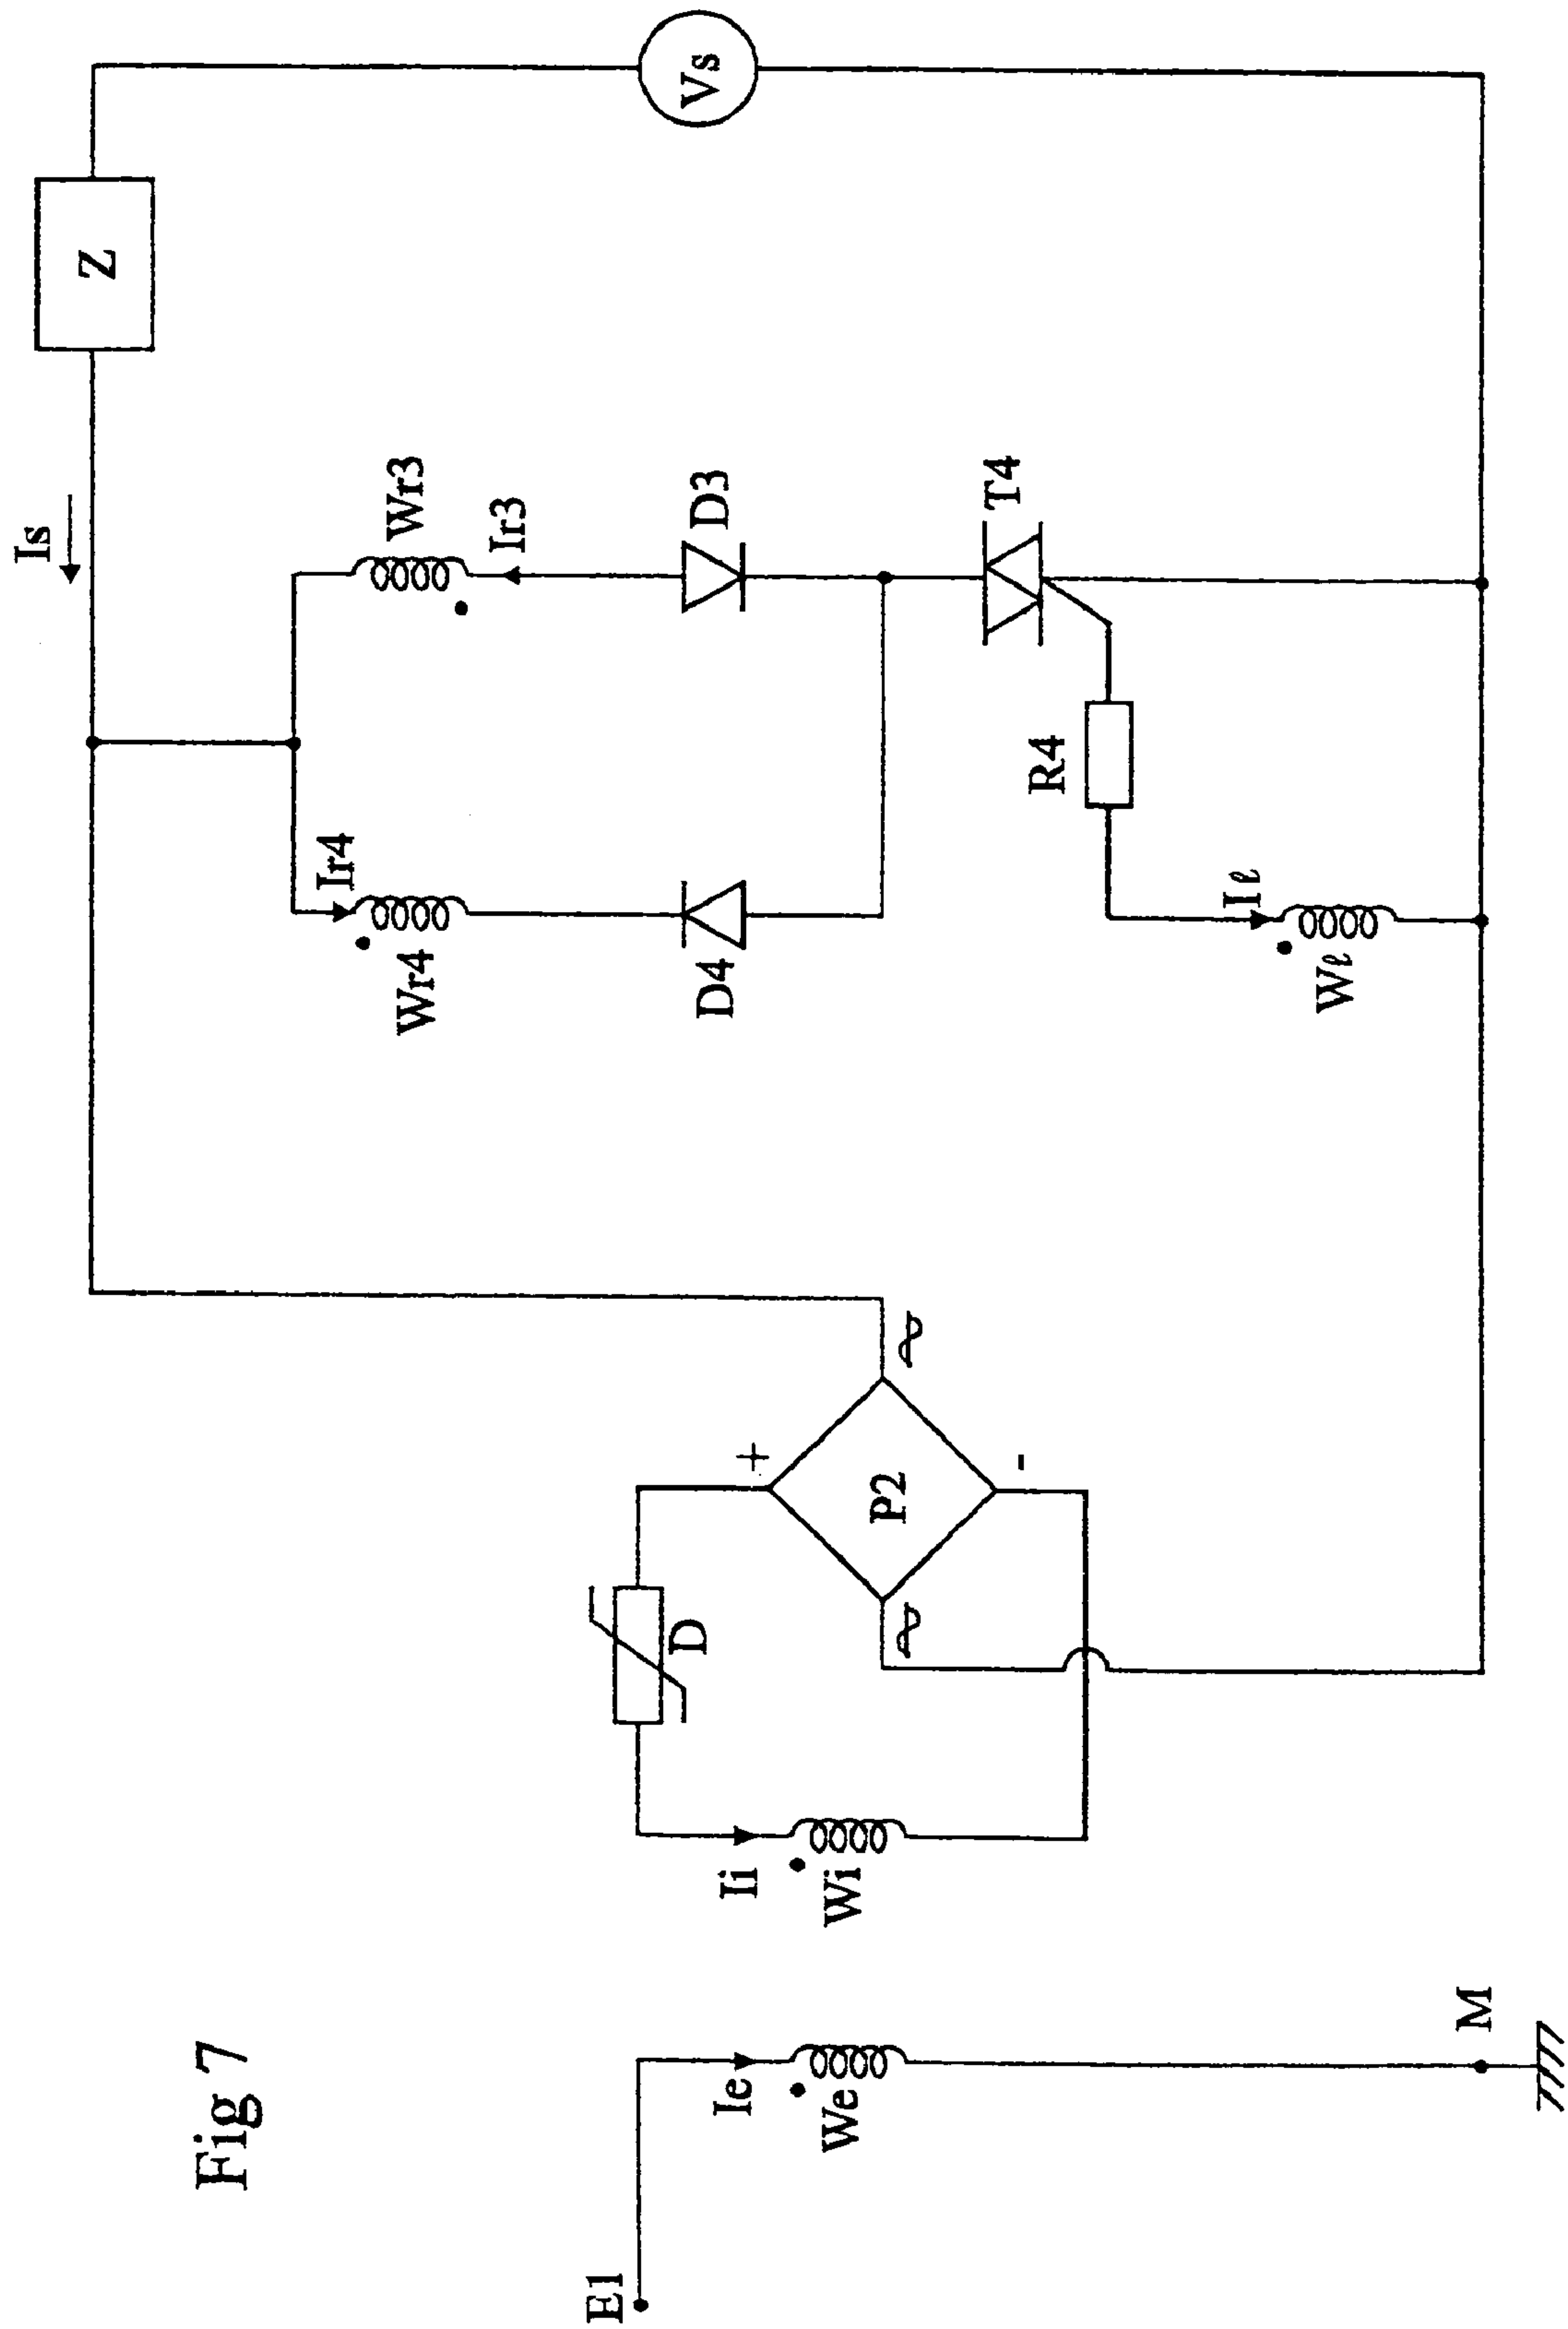 Fig 7
E1
Ie
We
M
Ii
Wi
D
+
P2
-
Is
Z
Vs
Ir4
Wr4
D4
Wr3
Ir3
D3
T4
R4
Iℓ
Wℓ